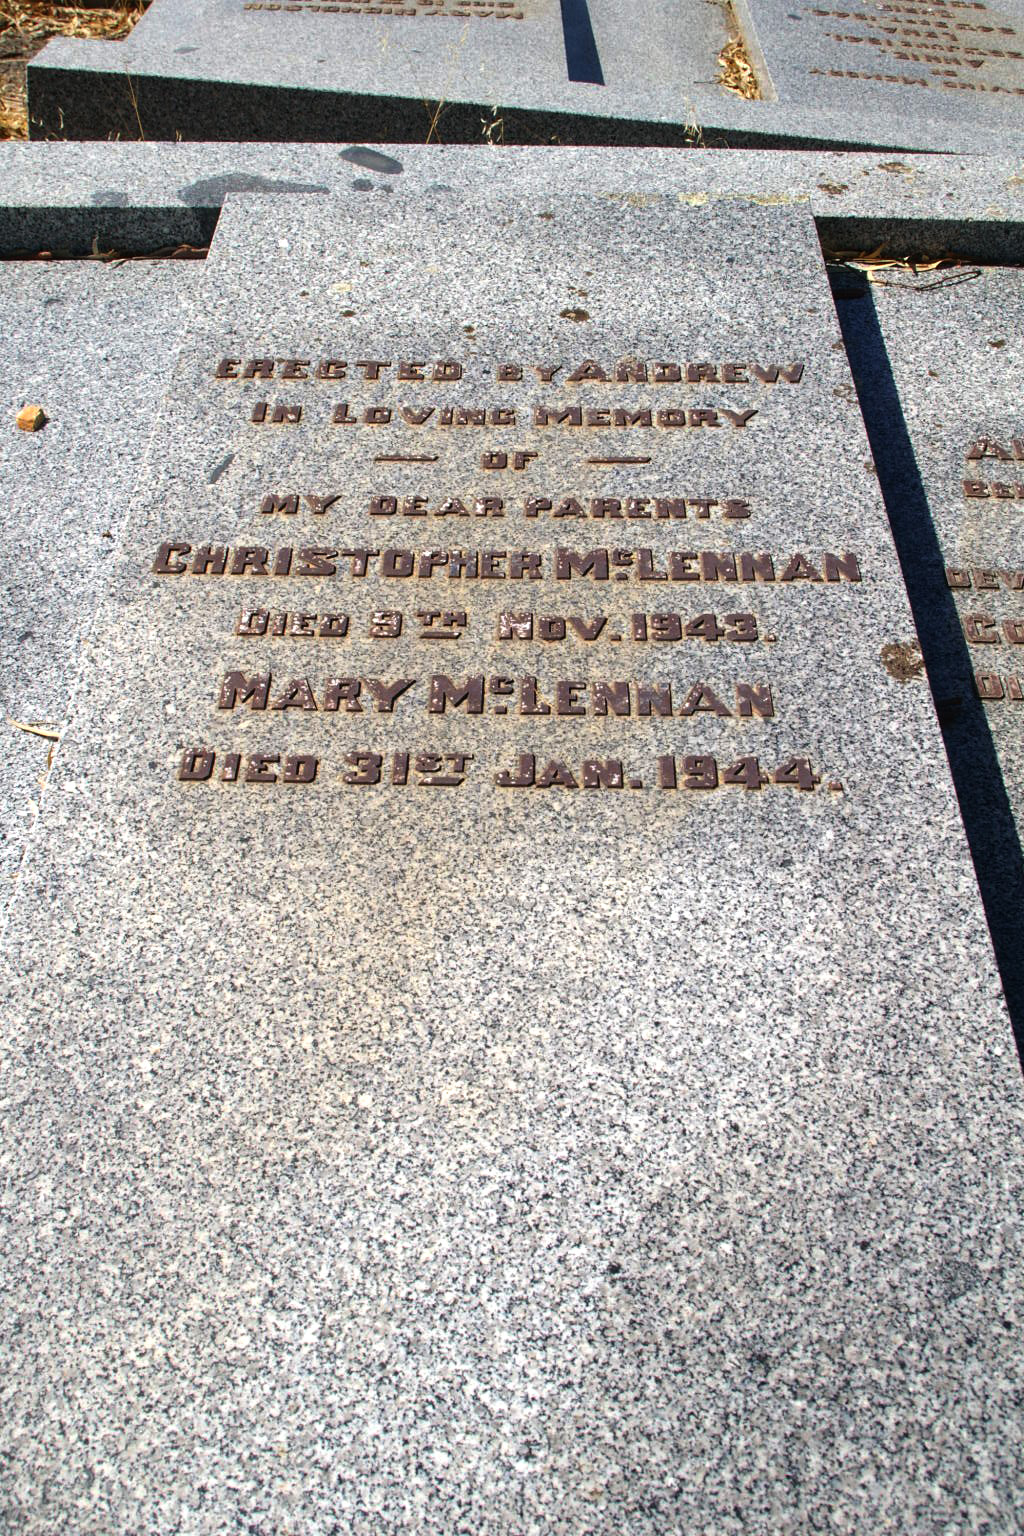 ERECTED BY ANDREW
IN LOVING MEMORY
— OF —
MY DEAR PARENTS
CHRISTOPHER McLENNAN
DIED 9TH NOV. 1943.
MARY McLENNAN
DIED 31ST JAN. 1944.